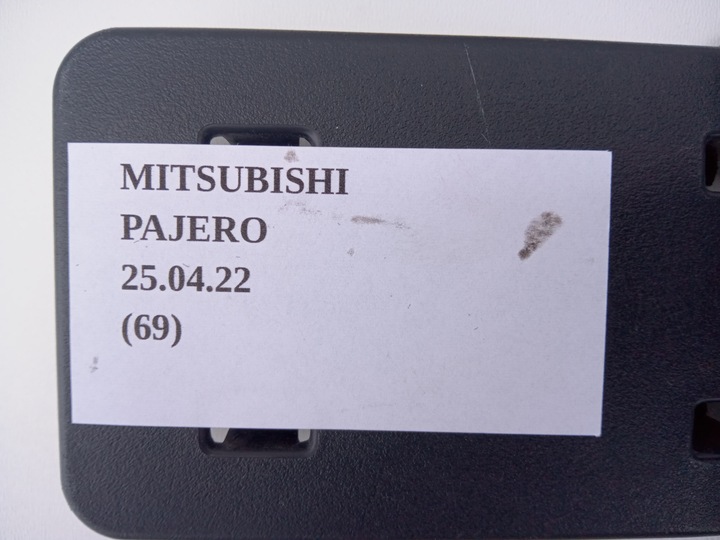 MITSUBISHI
PAJERO
25.04.22
(69)